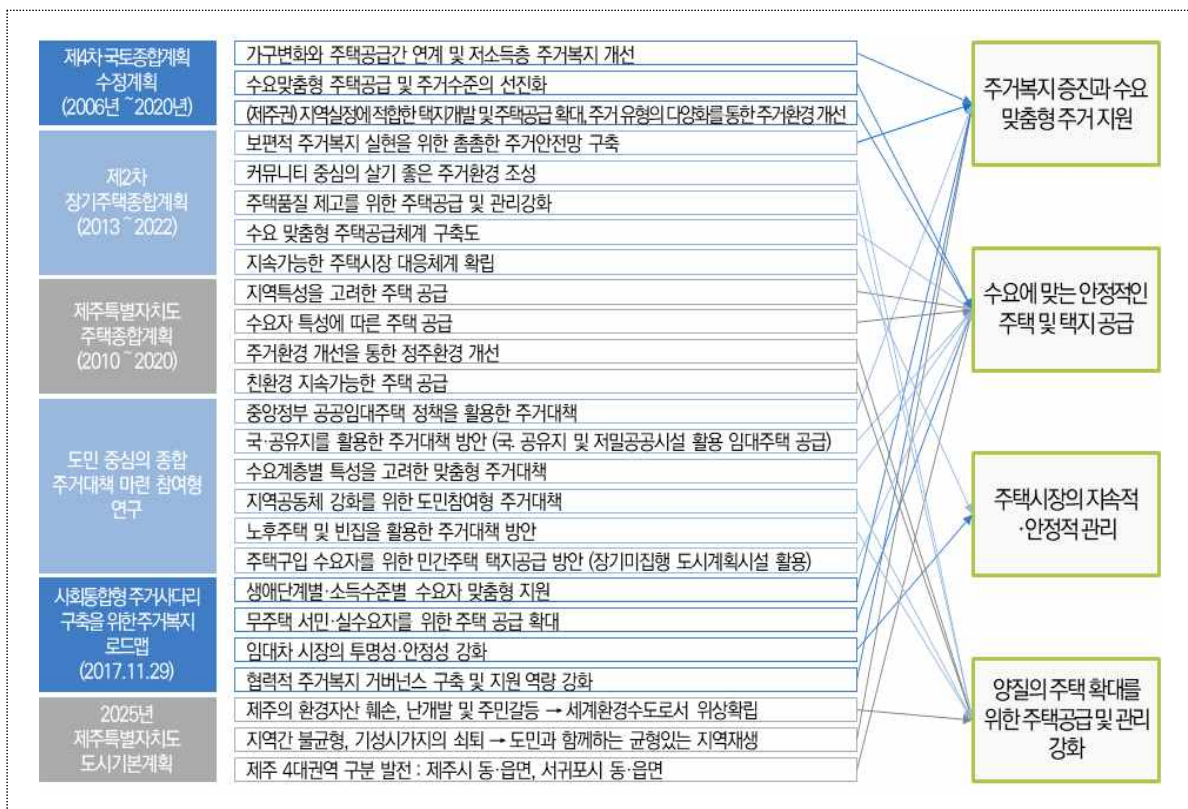 제4차 국토종합계획
수정계획
(2006년 ~ 2020년)
가구변화와 주택공급간 연계 및 저소득층 주거복지 개선
수요맞춤형 주택공급 및 주거수준의 선진화
(제주권) 지역실정에 적합한 택지개발 및 주택공급 확대, 주거 유형의 다양화를 통한 주거환경 개선
제2차
장기주택종합계획
(2013 ~ 2022)
보편적 주거복지 실현을 위한 촘촘한 주거안전망 구축
커뮤니티 중심의 살기 좋은 주거환경 조성
주택품질 제고를 위한 주택공급 및 관리강화
수요 맞춤형 주택공급체계 구축도
지속가능한 주택시장 대응체계 확립
제주특별자치도
주택종합계획
(2010 ~ 2020)
지역특성을 고려한 주택 공급
수요자 특성에 따른 주택 공급
주거환경 개선을 통한 정주환경 개선
친환경 지속가능한 주택 공급
도민 중심의 종합
주거대책 마련 참여형
연구
중앙정부 공공임대주택 정책을 활용한 주거대책
국·공유지를 활용한 주거대책 방안 (국. 공유지 및 저밀공공시설 활용 임대주택 공급)
수요계층별 특성을 고려한 맞춤형 주거대책
지역공동체 강화를 위한 도민참여형 주거대책
노후주택 및 빈집을 활용한 주거대책 방안
주택구입 수요자를 위한 민간주택 택지공급 방안 (장기미집행 도시계획시설 활용)
사회통합형 주거사다리
구축을 위한 주거복지
로드맵
(2017.11.29)
생애단계별·소득수준별 수요자 맞춤형 지원
무주택 서민·실수요자를 위한 주택 공급 확대
임대차 시장의 투명성·안정성 강화
협력적 주거복지 거버넌스 구축 및 지원 역량 강화
2025년
제주특별자치도
도시기본계획
제주의 환경자산 훼손, 난개발 및 주민갈등 → 세계환경수도로서 위상확립
지역간 불균형, 기성시가지의 쇠퇴 → 도민과 함께하는 균형있는 지역재생
제주 4대권역 구분 발전 : 제주시 동·읍면, 서귀포시 동·읍면
주거복지 증진과 수요
맞춤형 주거 지원
수요에 맞는 안정적인
주택 및 택지 공급
주택시장의 지속적
·안정적 관리
양질의 주택 확대를
위한 주택공급 및 관리
강화